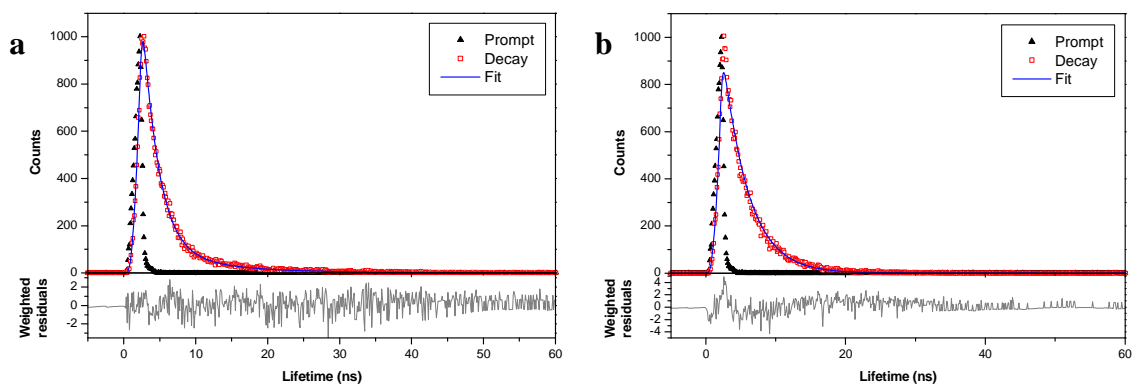 a
1000
800
600
400
200
0
Counts
Prompt
Decay
Fit
2
0
-2
Weighted
residuals
0 10 20 30 40 50 60
Lifetime (ns)
b
1000
800
600
400
200
0
Counts
Prompt
Decay
Fit
4
2
0
-2
-4
Weighted
residuals
0 20 40 60
Lifetime (ns)